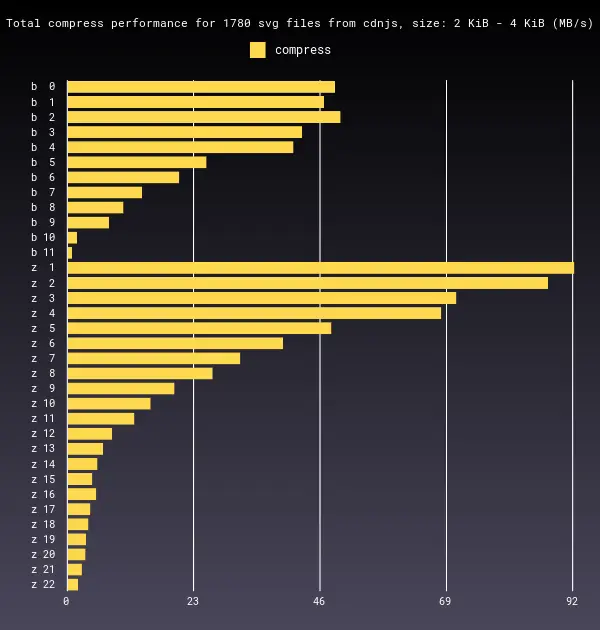 Total compress performance for 1780 svg files from cdnjs, size: 2 KiB - 4 KiB (MB/s)
compress
b 0
b 1
b 2
b 3
b 4
b 5
b 6
b 7
b 8
b 9
b 10
b 11
z 1
z 2
z 3
z 4
z 5
z 6
z 7
z 8
z 9
z 10
z 11
z 12
z 13
z 14
z 15
z 16
z 17
z 18
z 19
z 20
z 21
z 22
0 23 46 69 92